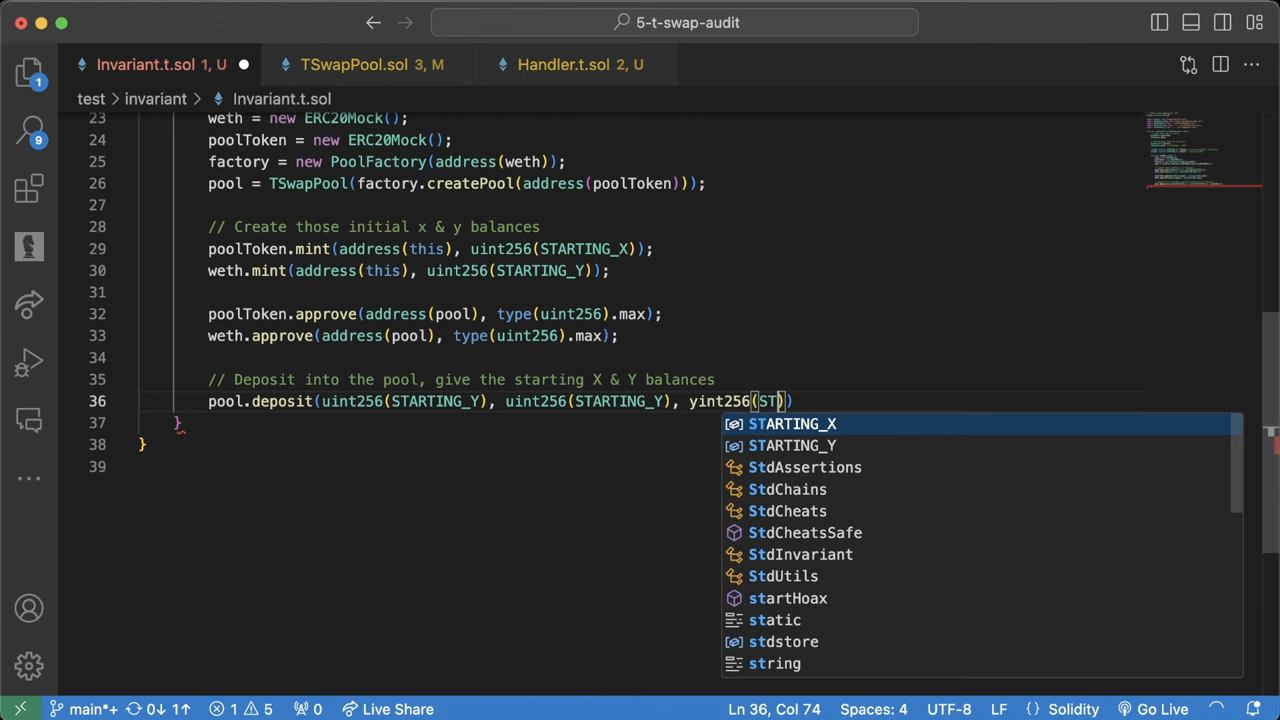 5-t-swap-audit
Invariant.t.sol 1, U TSwapPool.sol 3, M Handler.t.sol 2, U
test > invariant > Invariant.t.sol
23 weth = new ERC20Mock();
24 poolToken = new ERC20Mock();
25 factory = new PoolFactory(address(weth));
26 pool = TSwapPool(factory.createPool(address(poolToken)));
27
28 // Create those initial x & y balances
29 poolToken.mint(address(this), uint256(STARTING_X));
30 weth.mint(address(this), uint256(STARTING_Y));
31
32 poolToken.approve(address(pool), type(uint256).max);
33 weth.approve(address(pool), type(uint256).max);
34
35 // Deposit into the pool, give the starting X & Y balances
36 pool.deposit(uint256(STARTING_Y), uint256(STARTING_Y), yint256(ST))
37 }
38 }
39
STARTING_X
STARTING_Y
StdAssertions
StdChains
StdCheats
StdCheatsSafe
StdInvariant
StdUtils
startHoax
static
stdstore
string
1
9
main*+ 0↓ 1↑ 1 5 0 Live Share Ln 36, Col 74 Spaces: 4 UTF-8 LF {} Solidity Go Live